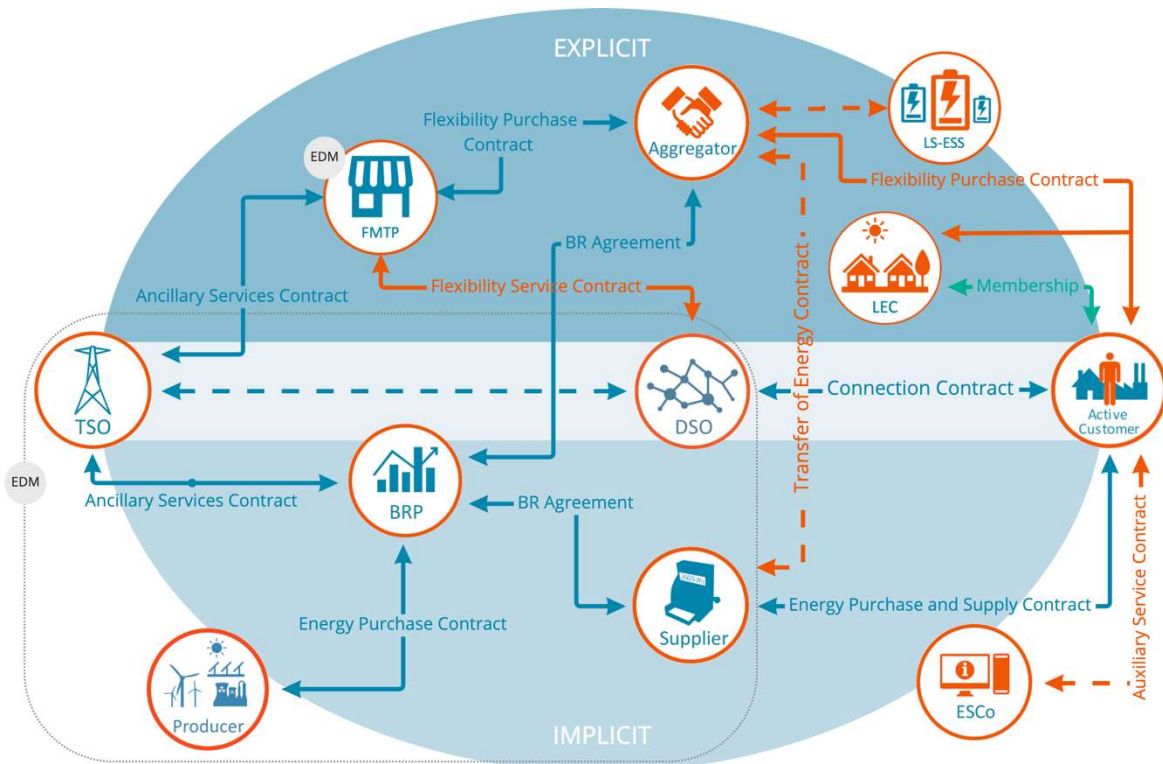 EXPLICIT
Flexibility Purchase
Contract
EDM
FMTP
Aggregator
LS-ESS
Flexibility Purchase Contract
BR Agreement
LEC
Membership
Ancillary Services Contract
Flexibility Service Contract
Transfer of Energy Contract
TSO
DSO
Connection Contract
Active
Customer
EDM
Ancillary Services Contract
BRP
BR Agreement
Supplier
Energy Purchase and Supply Contract
Auxiliary Service Contract
Energy Purchase Contract
Producer
ESCo
IMPLICIT